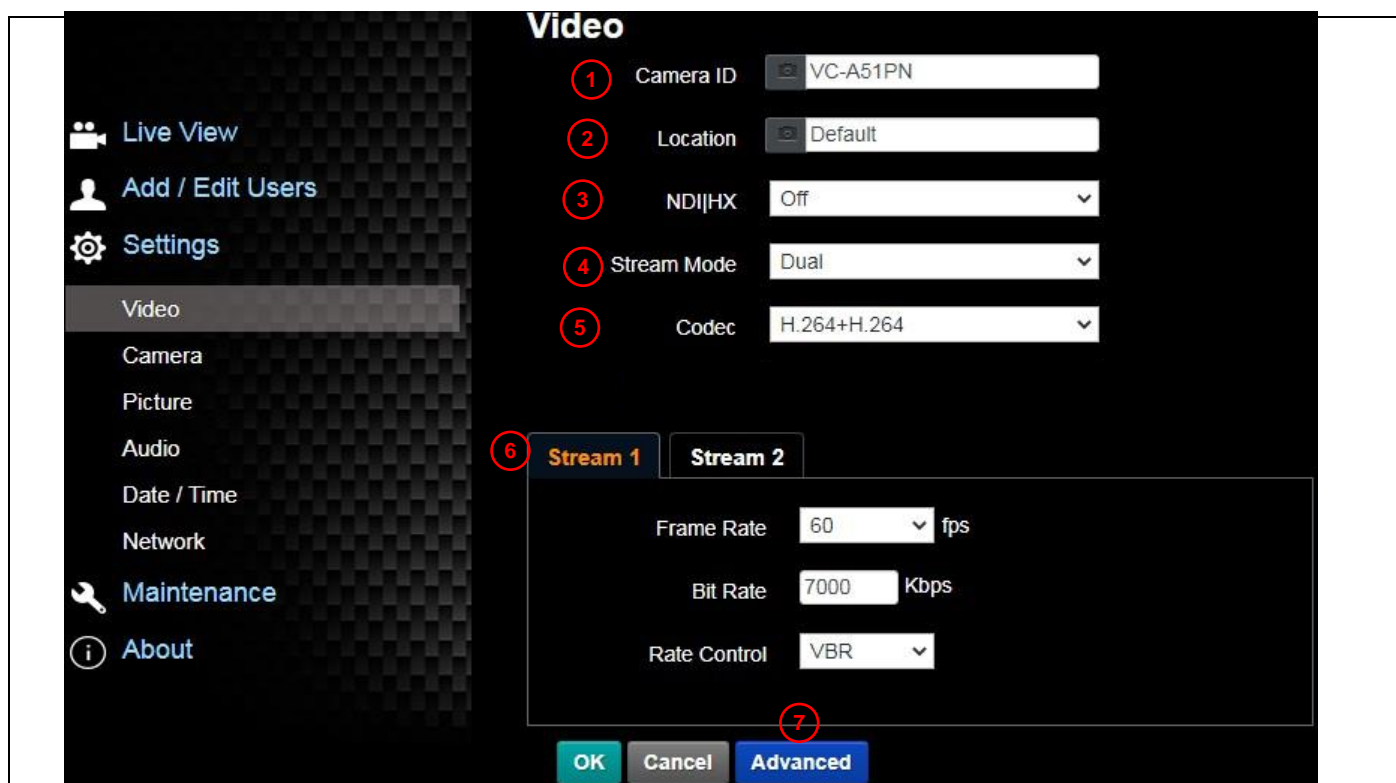 Video
1 Camera ID VC-A51PN
2 Location Default
3 NDI|HX Off
4 Stream Mode Dual
5 Codec H.264+H.264
Live View
Add / Edit Users
Settings
Video
Camera
Picture
Audio
Date / Time
Network
Maintenance
i About
6 Stream 1 Stream 2
Frame Rate 60 fps
Bit Rate 7000 Kbps
Rate Control VBR
7
OK Cancel Advanced